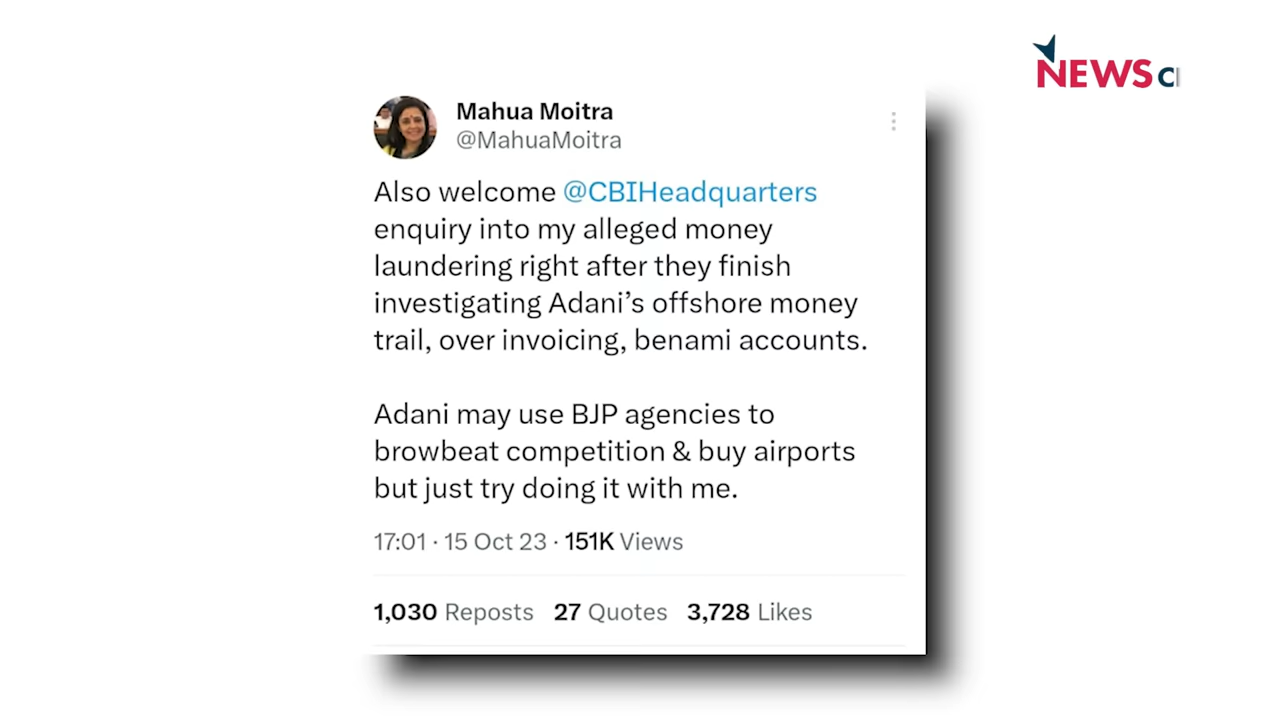 NEWS
Mahua Moitra
@MahuaMoitra
Also welcome @CBIHeadquarters
enquiry into my alleged money
laundering right after they finish
investigating Adani’s offshore money
trail, over invoicing, benami accounts.
Adani may use BJP agencies to
browbeat competition & buy airports
but just try doing it with me.
17:01 · 15 Oct 23 · 151K Views
1,030 Reposts 27 Quotes 3,728 Likes